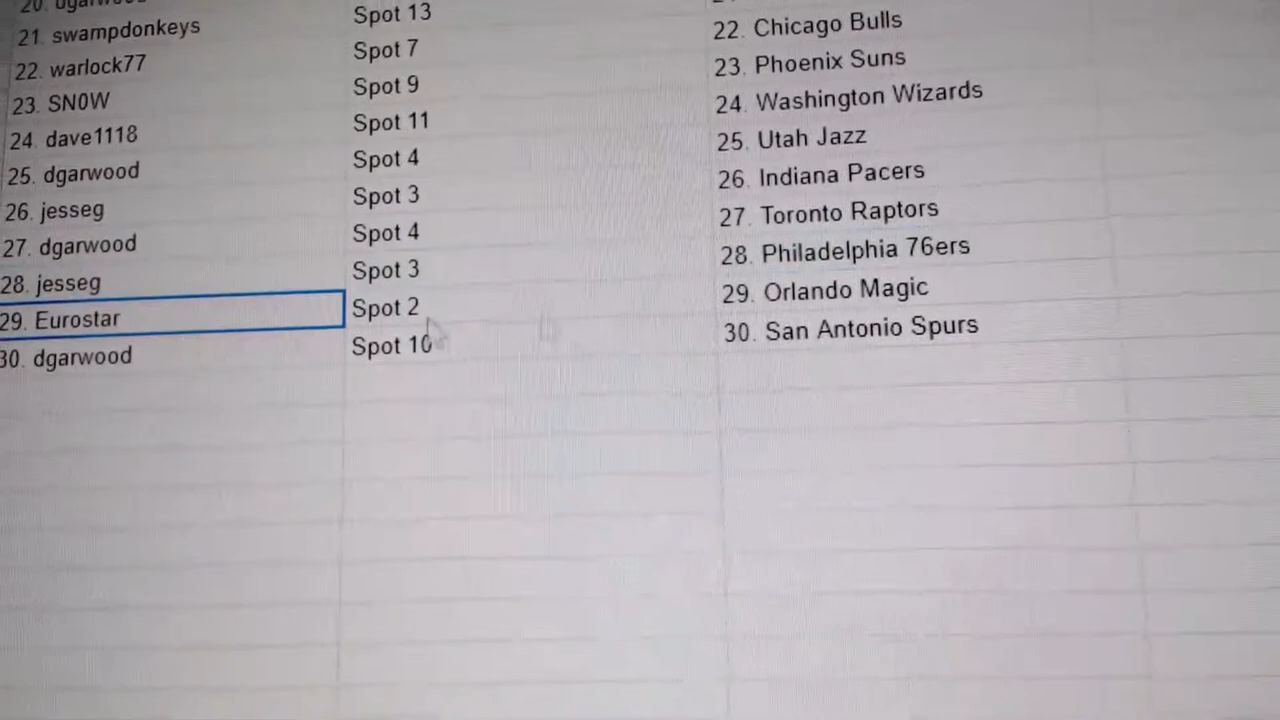 21. swampdonkeys Spot 13
22. warlock77 Spot 7 22. Chicago Bulls
23. SN0W Spot 9 23. Phoenix Suns
24. dave1118 Spot 11 24. Washington Wizards
25. dgarwood Spot 4 25. Utah Jazz
26. jesseg Spot 3 26. Indiana Pacers
27. dgarwood Spot 4 27. Toronto Raptors
28. jesseg Spot 3 28. Philadelphia 76ers
29. Eurostar Spot 2 29. Orlando Magic
30. dgarwood Spot 10 30. San Antonio Spurs